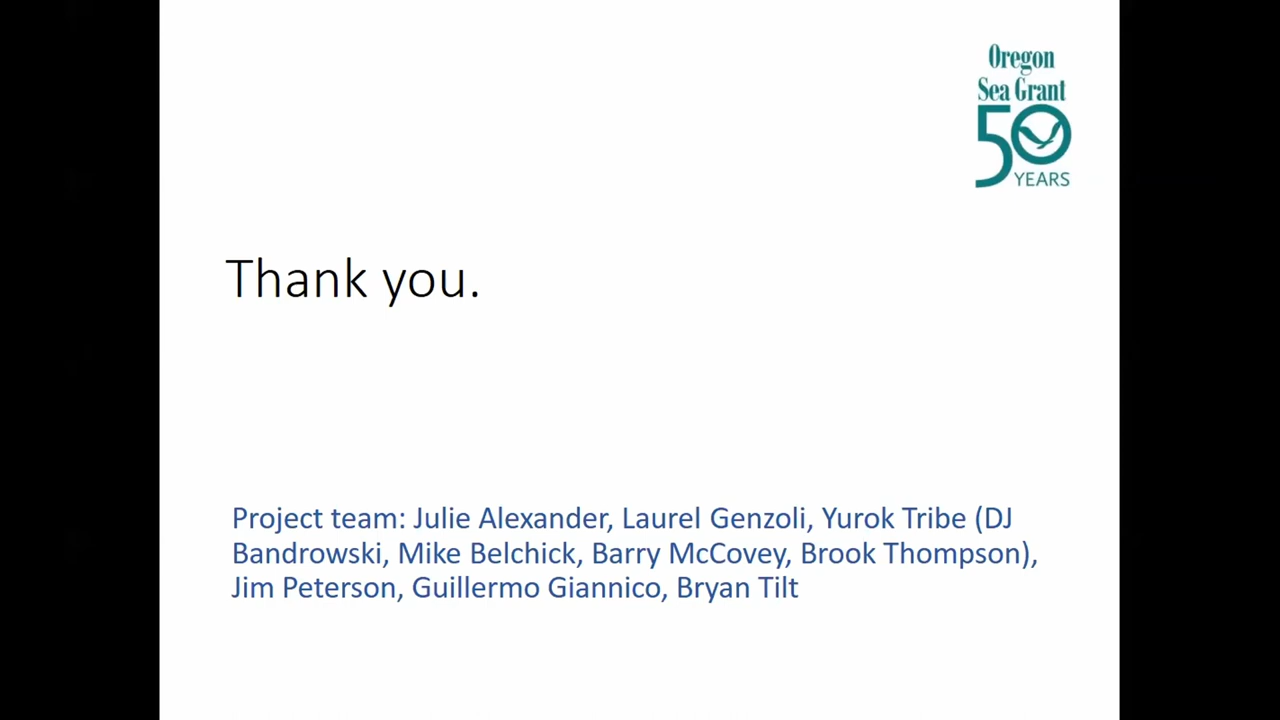 Oregon
Sea Grant
50
YEARS
Thank you.
Project team: Julie Alexander, Laurel Genzoli, Yurok Tribe (DJ
Bandrowski, Mike Belchick, Barry McCovey, Brook Thompson),
Jim Peterson, Guillermo Giannico, Bryan Tilt